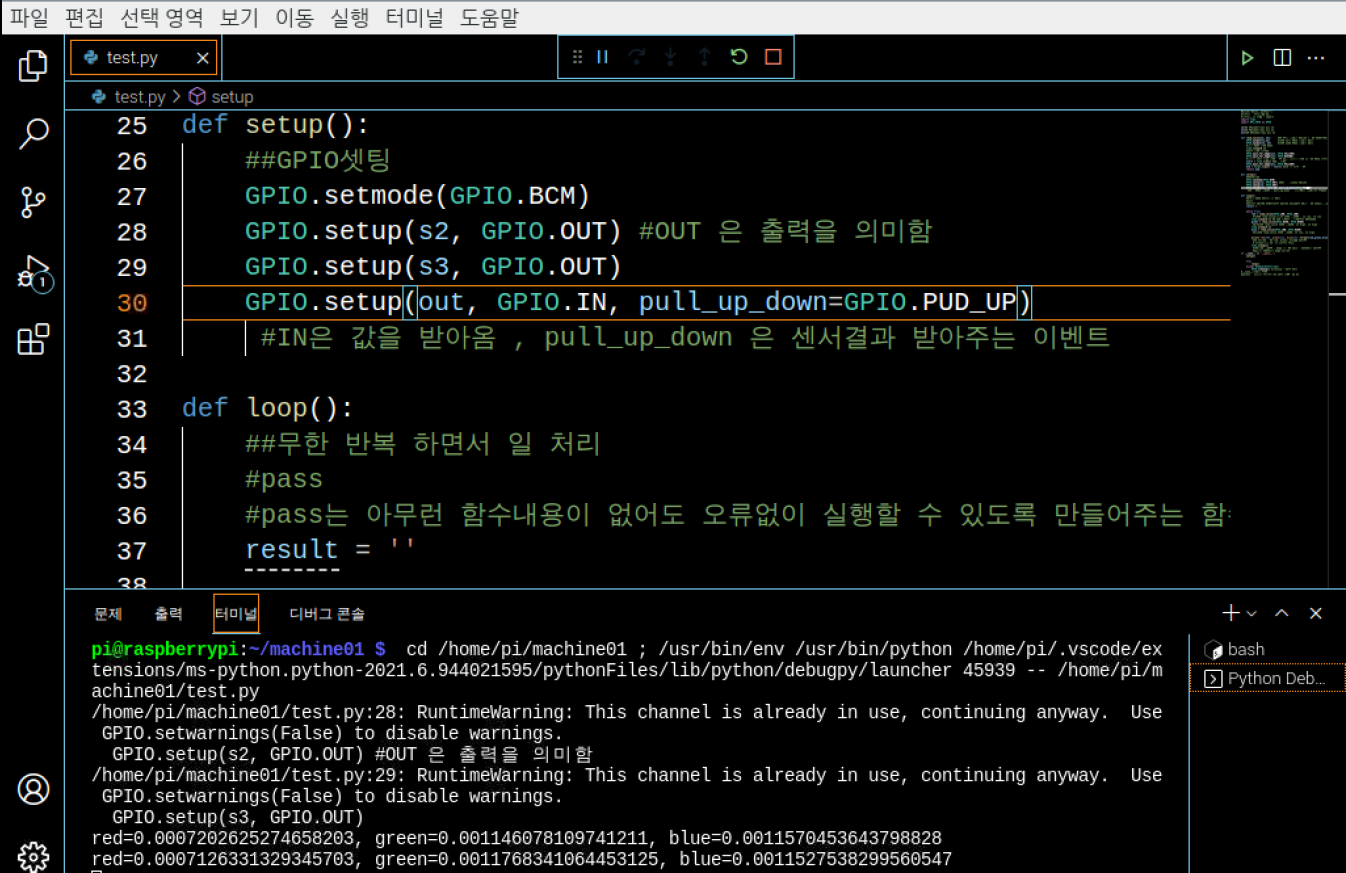 파일 편집 선택 영역 보기 이동 실행 터미널 도움말
test.py
test.py > setup
25 def setup():
26 ##GPIO셋팅
27 GPIO.setmode(GPIO.BCM)
28 GPIO.setup(s2, GPIO.OUT) #OUT 은 출력을 의미함
29 GPIO.setup(s3, GPIO.OUT)
30 GPIO.setup(out, GPIO.IN, pull_up_down=GPIO.PUD_UP)
31 #IN은 값을 받아옴 , pull_up_down 은 센서결과 받아주는 이벤트
32
33 def loop():
34 ##무한 반복 하면서 일 처리
35 #pass
36 #pass는 아무런 함수내용이 없어도 오류없이 실행할 수 있도록 만들어주는
37 result = ''
38
1
문제 출력 터미널 디버그 콘솔
pi@raspberrypi:~/machine01 $ cd /home/pi/machine01 ; /usr/bin/env /usr/bin/python /home/pi/.vscode/ex
tensions/ms-python.python-2021.6.944021595/pythonFiles/lib/python/debugpy/launcher 45939 -- /home/pi/m
achine01/test.py
/home/pi/machine01/test.py:28: RuntimeWarning: This channel is already in use, continuing anyway. Use
GPIO.setwarnings(False) to disable warnings.
GPIO.setup(s2, GPIO.OUT) #OUT 은 출력을 의미함
/home/pi/machine01/test.py:29: RuntimeWarning: This channel is already in use, continuing anyway. Use
GPIO.setwarnings(False) to disable warnings.
GPIO.setup(s3, GPIO.OUT)
red=0.0007202625274658203, green=0.001146078109741211, blue=0.0011570453643798828
red=0.0007126331329345703, green=0.0011768341064453125, blue=0.0011527538299560547
bash
Python Deb...